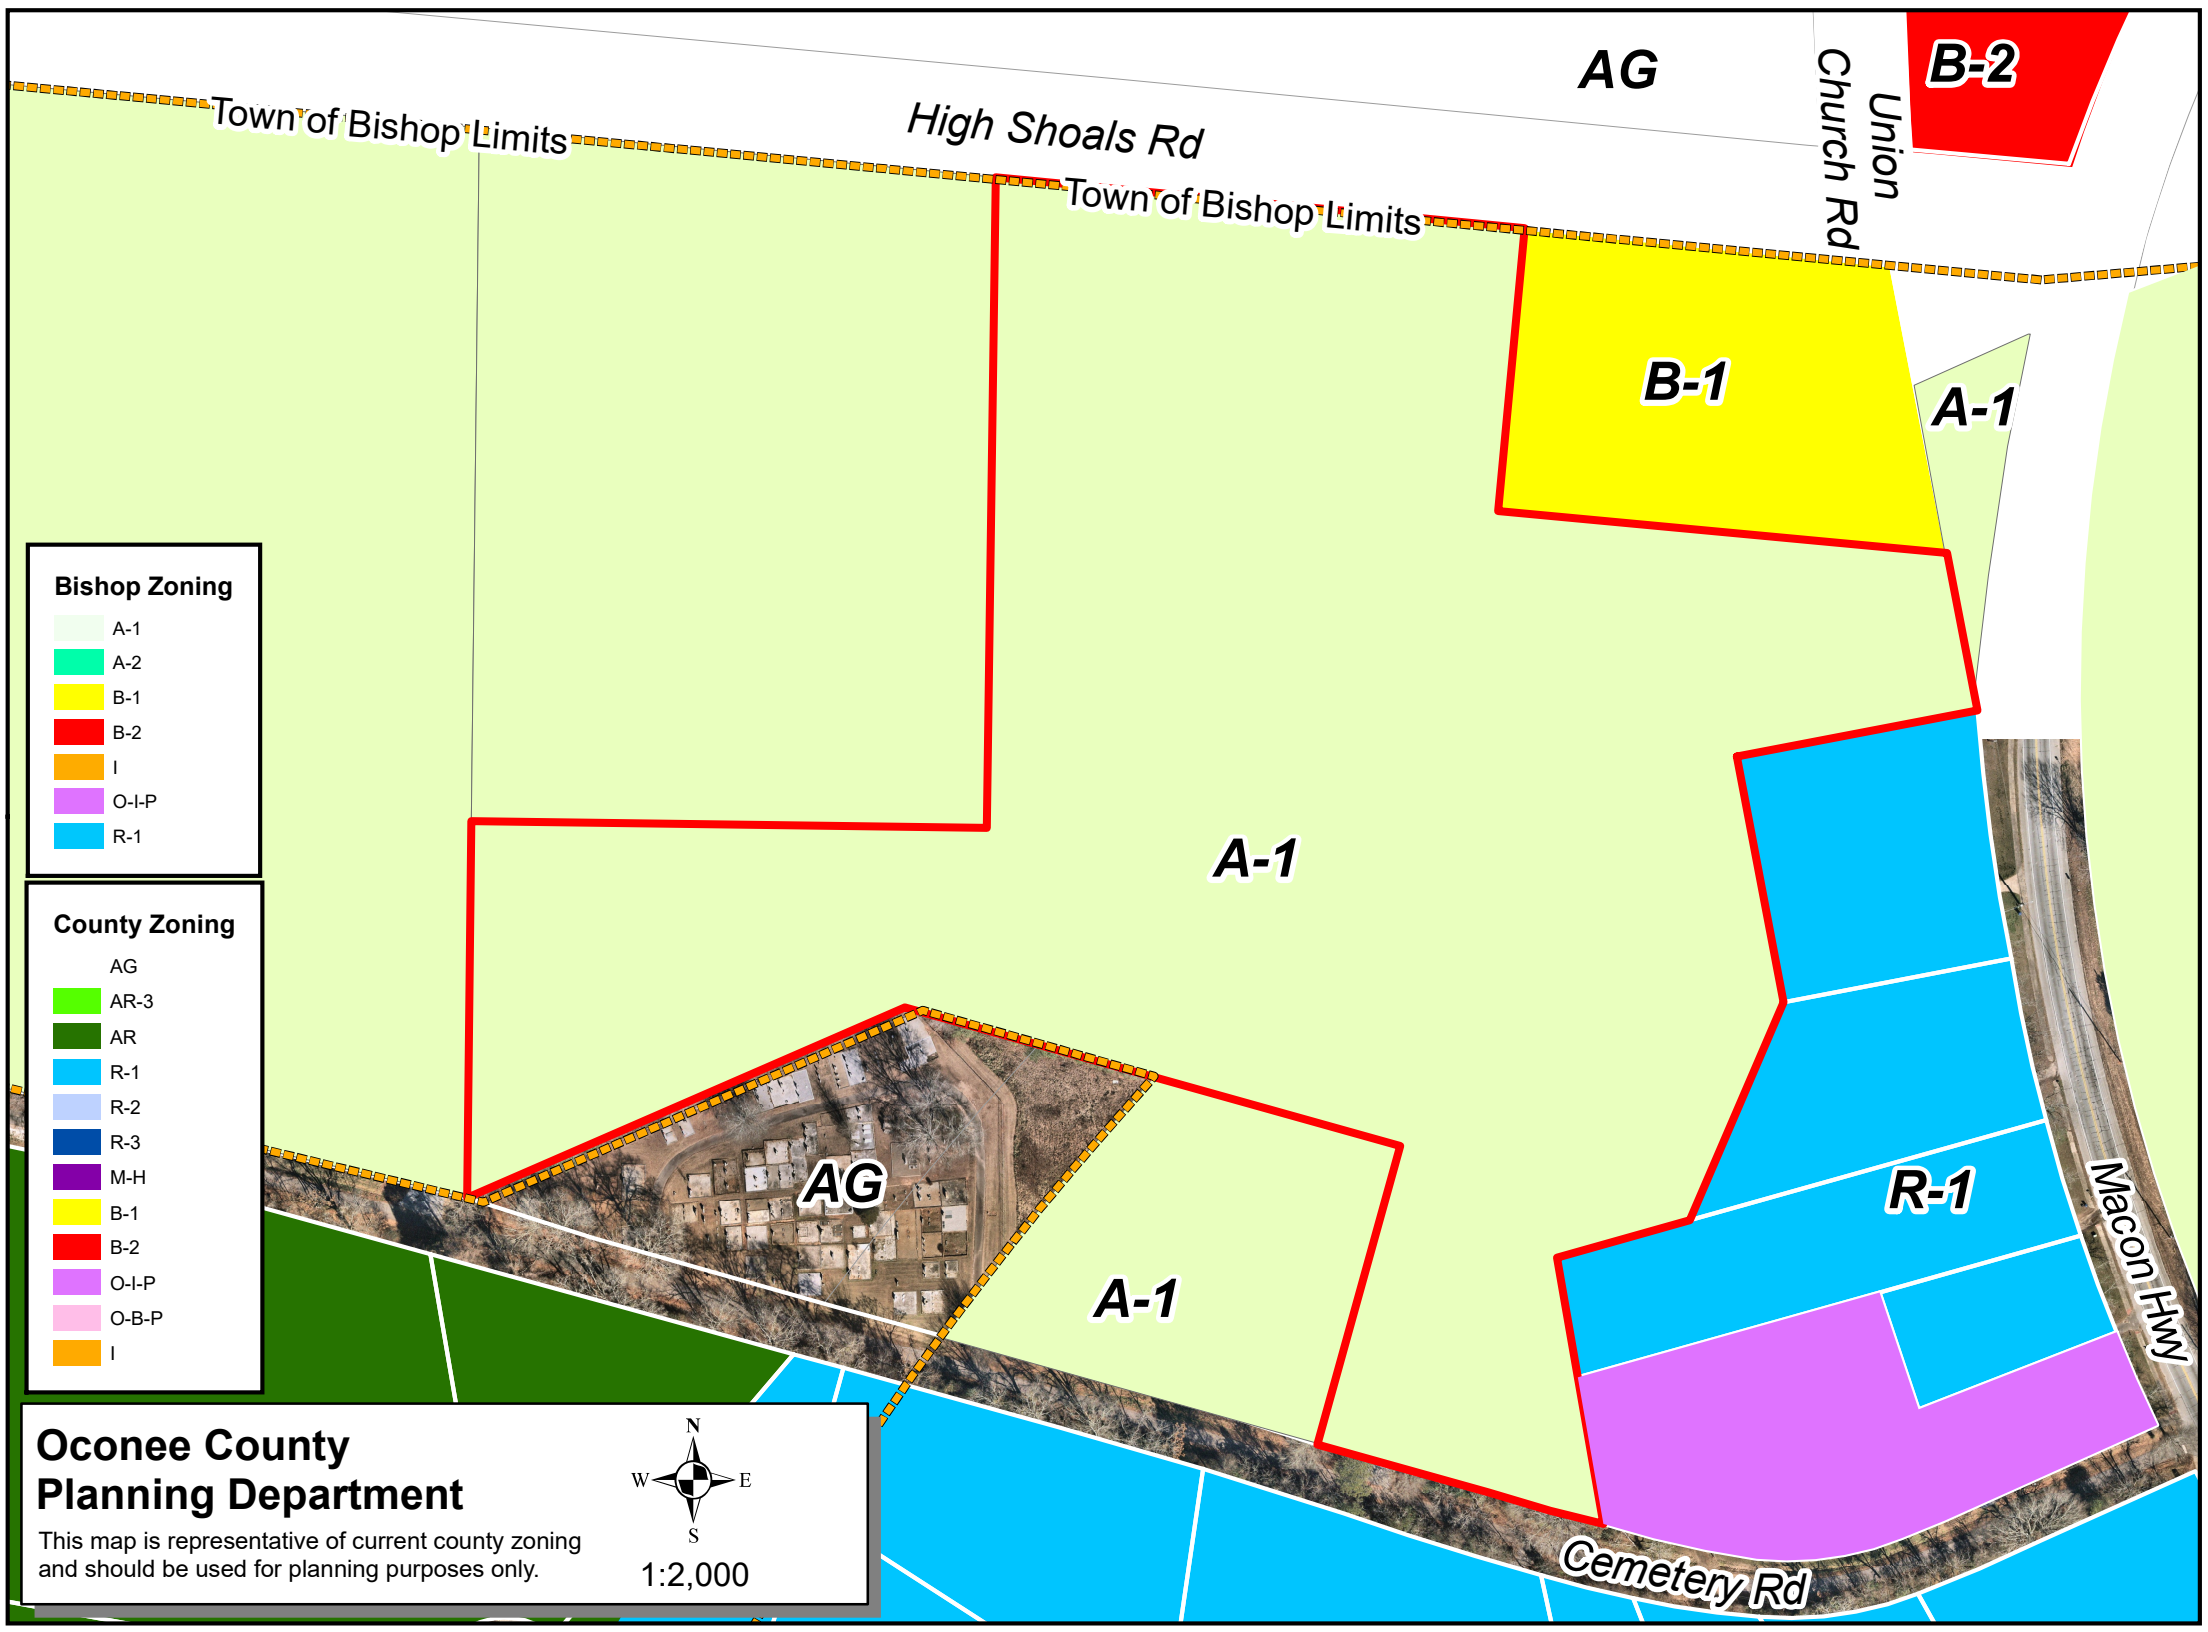 AG
B-2
Union
Church Rd
High Shoals Rd
Town of Bishop Limits
Town of Bishop Limits
B-1
A-1
A-1
AG
A-1
R-1
Macon Hwy
Cemetery Rd
Bishop Zoning
A-1
A-2
B-1
B-2
I
O-I-P
R-1
County Zoning
AG
AR-3
AR
R-1
R-2
R-3
M-H
B-1
B-2
O-I-P
O-B-P
I
Oconee County
Planning Department
This map is representative of current county zoning
and should be used for planning purposes only.
N
W E
S
1:2,000